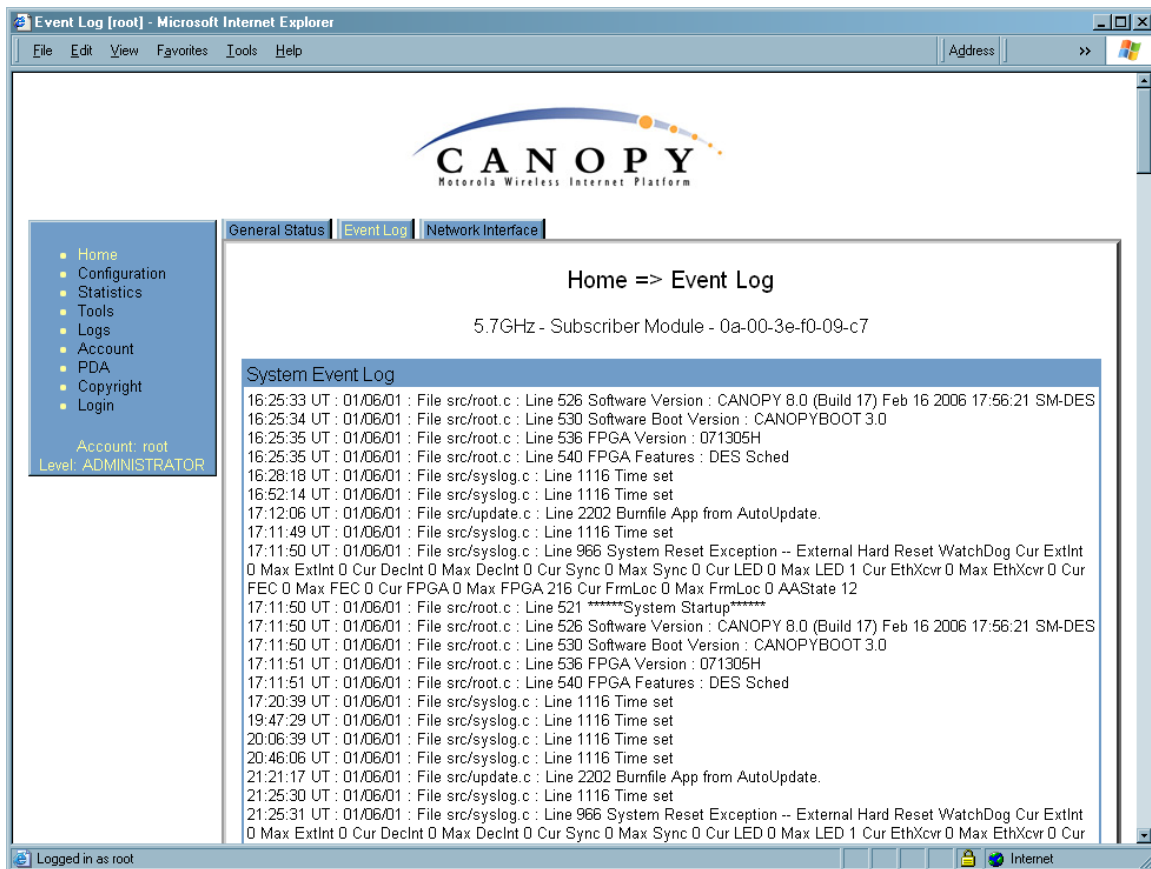 Event Log [root] - Microsoft Internet Explorer
File Edit View Favorites Tools Help
Address
»
CANOPY
Motorola Wireless Internet Platform
General Status Event Log Network Interface
Home
Configuration
Statistics
Tools
Logs
Account
PDA
Copyright
Login
Account: root
Level: ADMINISTRATOR
Home => Event Log
5.7GHz - Subscriber Module - 0a-00-3e-f0-09-c7
System Event Log
16:25:33 UT : 01/06/01 : File src/root.c : Line 526 Software Version : CANOPY 8.0 (Build 17) Feb 16 2006 17:56:21 SM-DES
16:25:34 UT : 01/06/01 : File src/root.c : Line 530 Software Boot Version : CANOPYBOOT 3.0
16:25:35 UT : 01/06/01 : File src/root.c : Line 536 FPGA Version : 071305H
16:25:35 UT : 01/06/01 : File src/root.c : Line 540 FPGA Features : DES Sched
16:28:18 UT : 01/06/01 : File src/syslog.c : Line 1116 Time set
16:52:14 UT : 01/06/01 : File src/syslog.c : Line 1116 Time set
17:12:06 UT : 01/06/01 : File src/update.c : Line 2202 Burnfile App from AutoUpdate.
17:11:49 UT : 01/06/01 : File src/syslog.c : Line 1116 Time set
17:11:50 UT : 01/06/01 : File src/syslog.c : Line 966 System Reset Exception -- External Hard Reset WatchDog Cur ExtInt
0 Max ExtInt 0 Cur DecInt 0 Max DecInt 0 Cur Sync 0 Max Sync 0 Cur LED 0 Max LED 1 Cur EthXcvr 0 Max EthXcvr 0 Cur
FEC 0 Max FEC 0 Cur FPGA 0 Max FPGA 216 Cur FrmLoc 0 Max FrmLoc 0 AAState 12
17:11:50 UT : 01/06/01 : File src/root.c : Line 521 ******System Startup******
17:11:50 UT : 01/06/01 : File src/root.c : Line 526 Software Version : CANOPY 8.0 (Build 17) Feb 16 2006 17:56:21 SM-DES
17:11:50 UT : 01/06/01 : File src/root.c : Line 530 Software Boot Version : CANOPYBOOT 3.0
17:11:51 UT : 01/06/01 : File src/root.c : Line 536 FPGA Version : 071305H
17:11:51 UT : 01/06/01 : File src/root.c : Line 540 FPGA Features : DES Sched
17:20:39 UT : 01/06/01 : File src/syslog.c : Line 1116 Time set
19:47:29 UT : 01/06/01 : File src/syslog.c : Line 1116 Time set
20:06:39 UT : 01/06/01 : File src/syslog.c : Line 1116 Time set
20:46:06 UT : 01/06/01 : File src/syslog.c : Line 1116 Time set
21:21:17 UT : 01/06/01 : File src/update.c : Line 2202 Burnfile App from AutoUpdate.
21:25:30 UT : 01/06/01 : File src/syslog.c : Line 1116 Time set
21:25:31 UT : 01/06/01 : File src/syslog.c : Line 966 System Reset Exception -- External Hard Reset WatchDog Cur ExtInt
0 Max ExtInt 0 Cur DecInt 0 Max DecInt 0 Cur Sync 0 Max Sync 0 Cur LED 0 Max LED 1 Cur EthXcvr 0 Max EthXcvr 0 Cur
Logged in as root
Internet